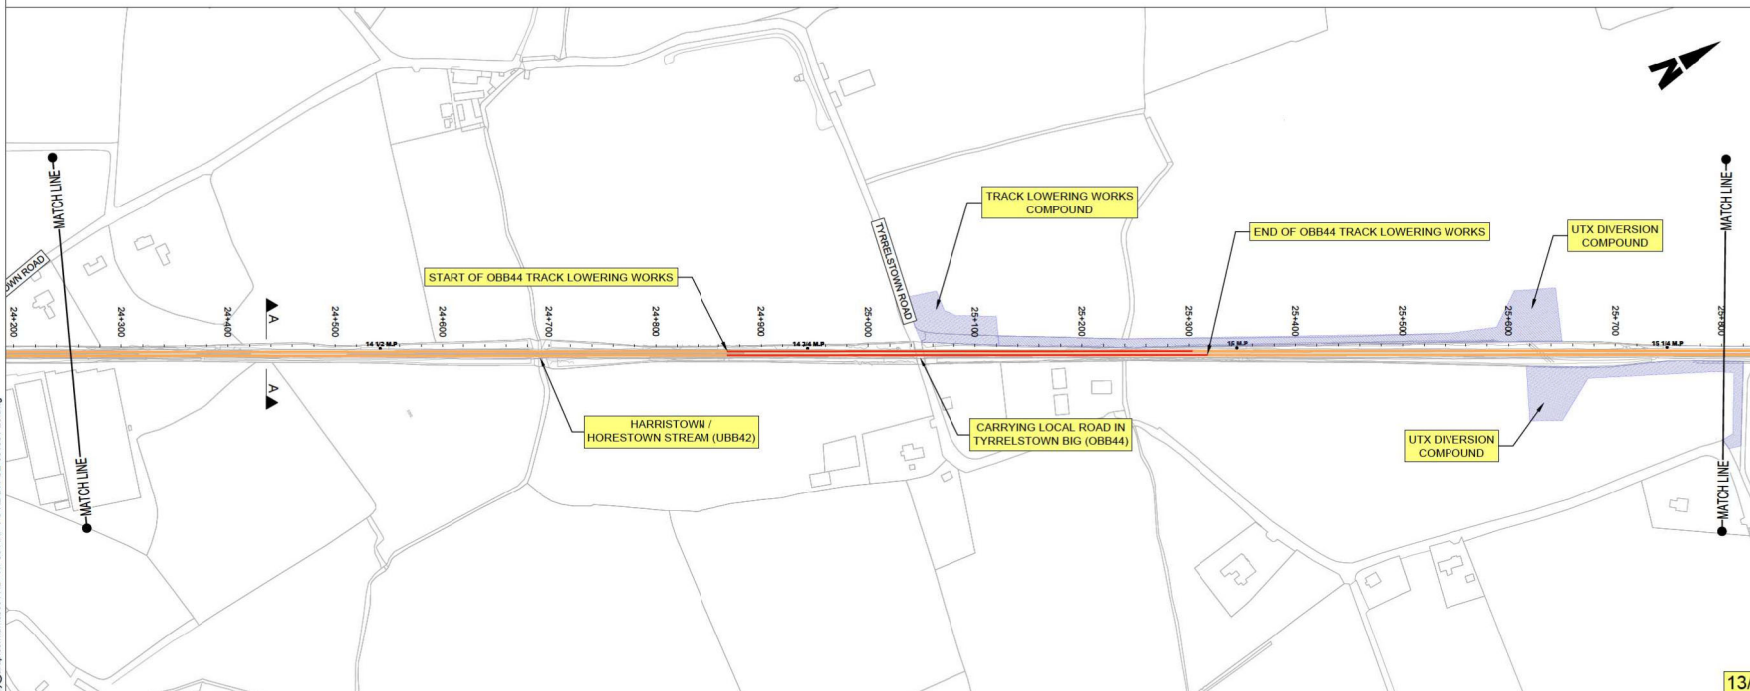 N
MATCH LINE
MATCH LINE
TRACK LOWERING WORKS
COMPOUND
TYRRELSTOWN ROAD
END OF OBB44 TRACK LOWERING WORKS
UTX DIVERSION
COMPOUND
OWN ROAD
START OF OBB44 TRACK LOWERING WORKS
24+200
24+300
24+400
A
24+500
24+600
24+700
24+800
24+900
25+000
25+100
25+200
25+300
25+400
25+500
25+600
25+700
25+800
14 1/2 M.P
14 3/4 M.P
15 M.P
15 1/4 M.P
A
HARRISTOWN /
HORESTOWN STREAM (UBB42)
CARRYING LOCAL ROAD IN
TYRRELSTOWN BIG (OBB44)
UTX DIVERSION
COMPOUND
MATCH LINE
MATCH LINE
13/